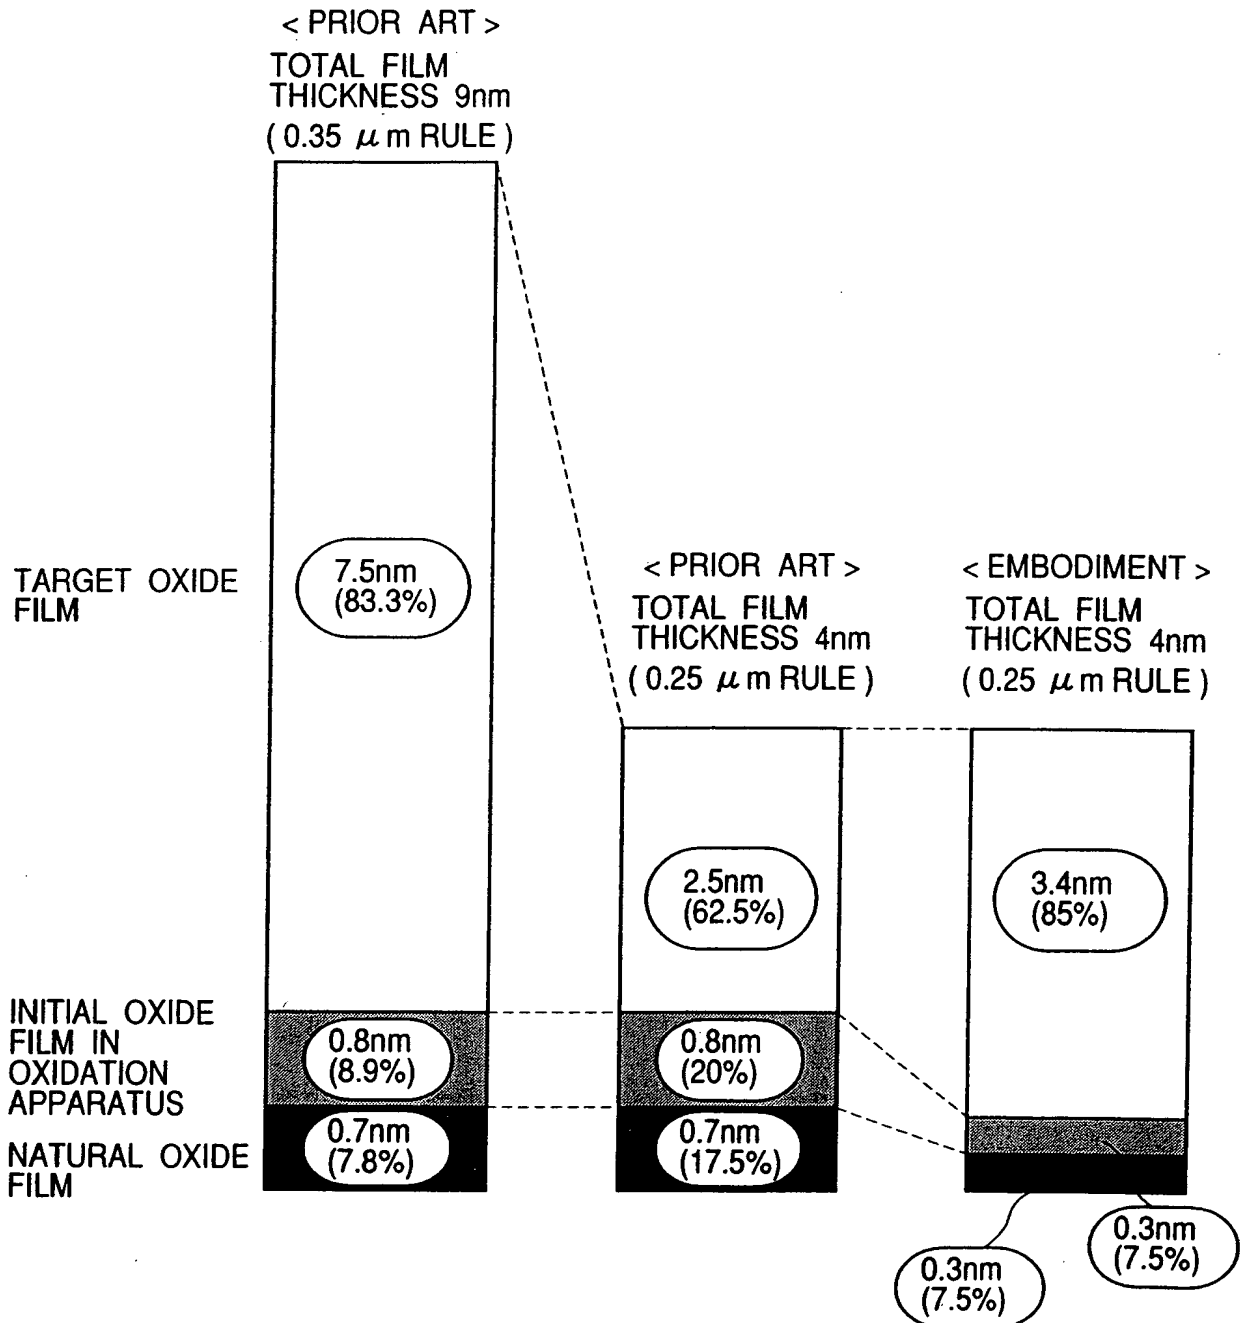 < PRIOR ART >
TOTAL FILM
THICKNESS 9nm
( 0.35 μm RULE )
TARGET OXIDE
FILM
7.5nm
(83.3%)
< PRIOR ART >
TOTAL FILM
THICKNESS 4nm
( 0.25 μm RULE )
< EMBODIMENT >
TOTAL FILM
THICKNESS 4nm
( 0.25 μm RULE )
2.5nm
(62.5%)
3.4nm
(85%)
INITIAL OXIDE
FILM IN
OXIDATION
APPARATUS
0.8nm
(8.9%)
0.8nm
(20%)
NATURAL OXIDE
FILM
0.7nm
(7.8%)
0.7nm
(17.5%)
0.3nm
(7.5%)
0.3nm
(7.5%)